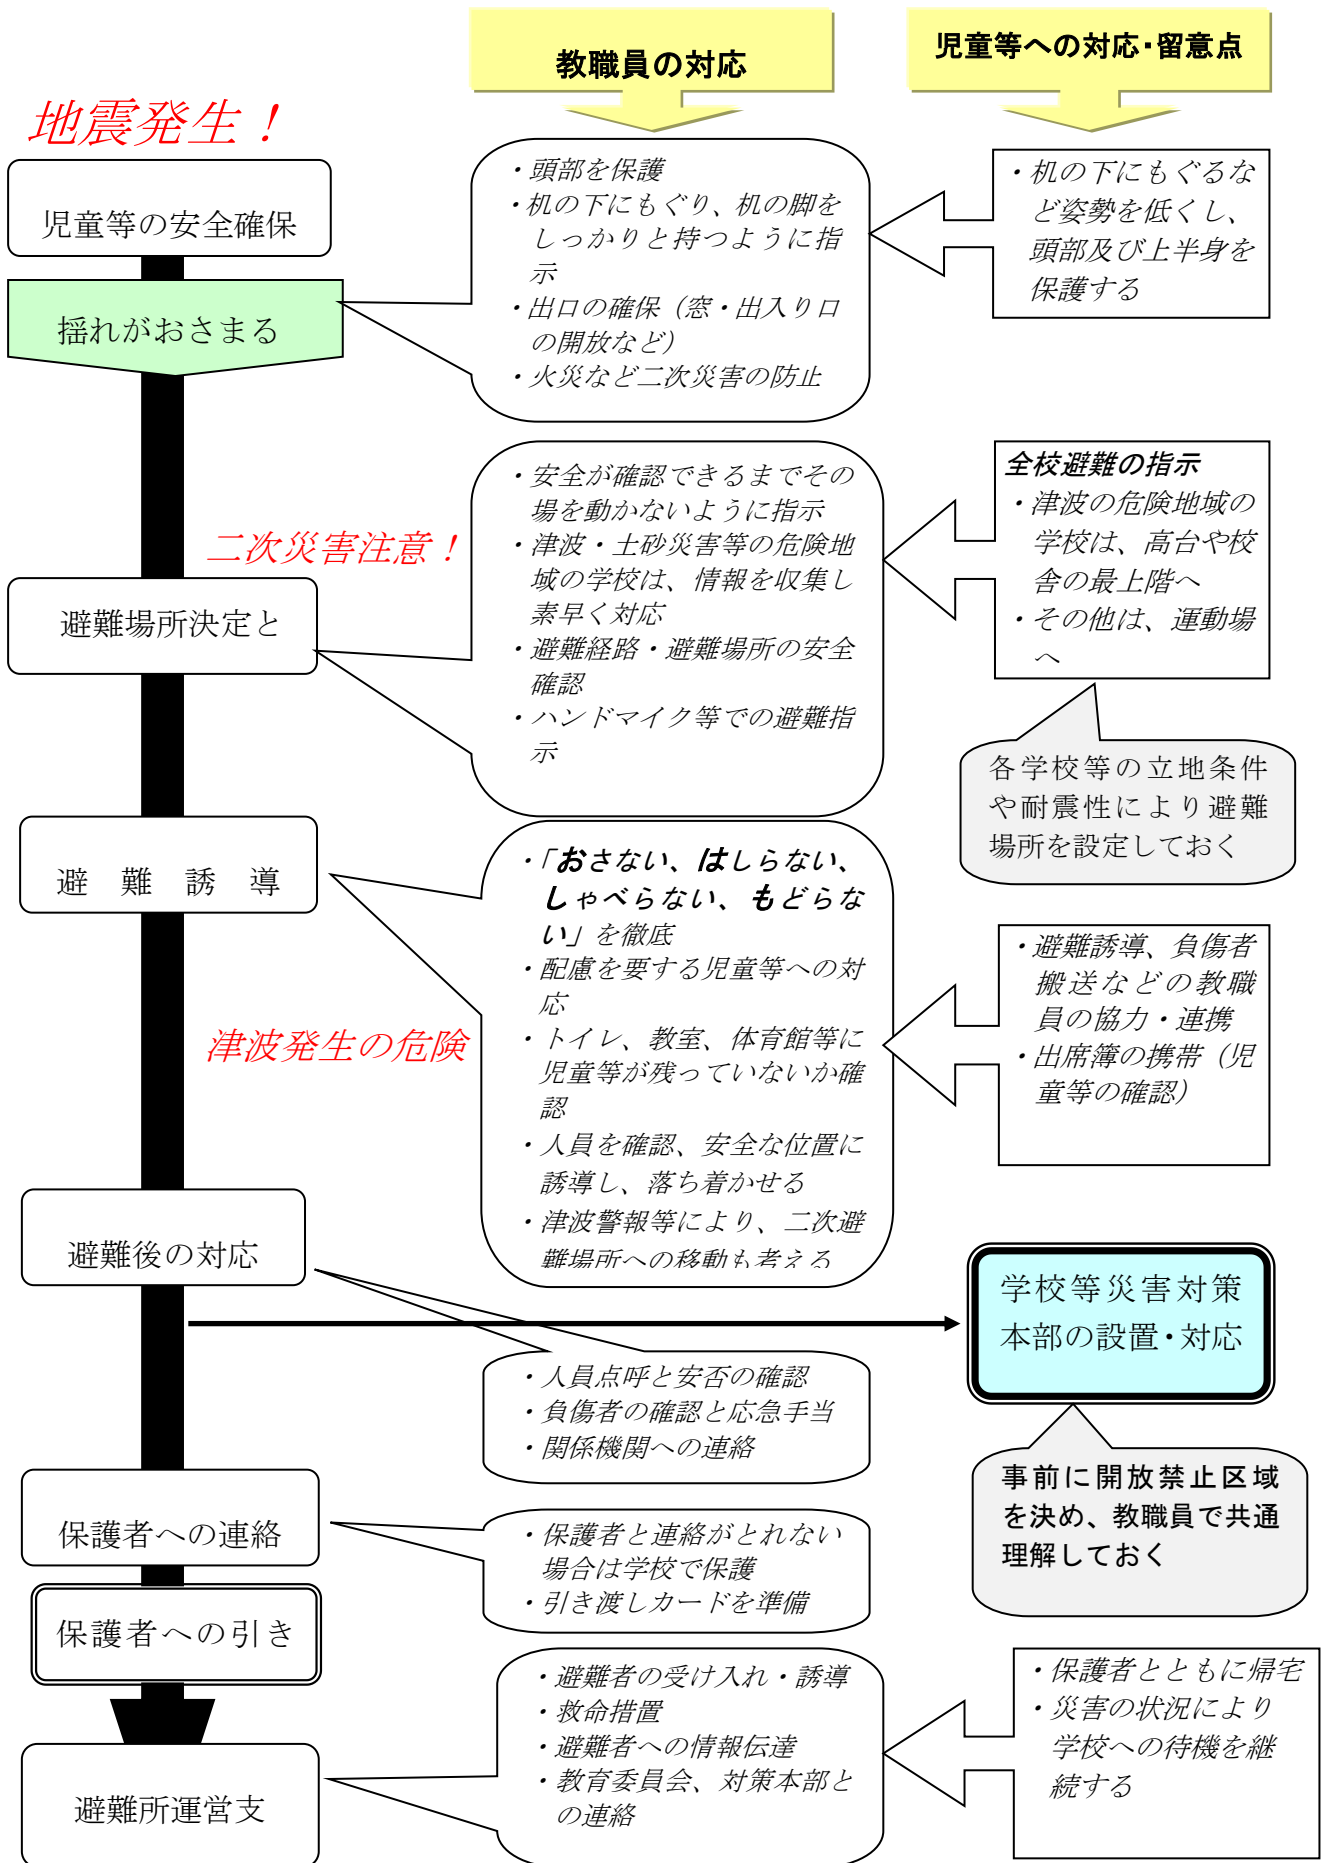 教職員の対応
児童等への対応・留意点
地震発生！
児童等の安全確保
揺れがおさまる
・頭部を保護
・机の下にもぐり、机の脚を
しっかりと持つように指
示
・出口の確保（窓・出入り口
の開放など）
・火災など二次災害の防止
・机の下にもぐるな
ど姿勢を低くし、
頭部及び上半身を
保護する
二次災害注意！
避難場所決定と
・安全が確認できるまでその
場を動かないように指示
・津波・土砂災害等の危険地
域の学校は、情報を収集し
素早く対応
・避難経路・避難場所の安全
確認
・ハンドマイク等での避難指
示
全校避難の指示
・津波の危険地域の
学校は、高台や校
舎の最上階へ
・その他は、運動場
へ
各学校等の立地条件
や耐震性により避難
場所を設定しておく
避難誘導
・「おさない、はしらない、
しゃべらない、もどらな
い」を徹底
・配慮を要する児童等への対
応
・トイレ、教室、体育館等に
児童等が残っていないか確
認
・人員を確認、安全な位置に
誘導し、落ち着かせる
・津波警報等により、二次避
難場所への移動も考える
・避難誘導、負傷者
搬送などの教職
員の協力・連携
・出席簿の携帯（児
童等の確認）
津波発生の危険
避難後の対応
学校等災害対策
本部の設置・対応
・人員点呼と安否の確認
・負傷者の確認と応急手当
・関係機関への連絡
事前に開放禁止区域
を決め、教職員で共通
理解しておく
保護者への連絡
・保護者と連絡がとれない
場合は学校で保護
・引き渡しカードを準備
保護者への引き
・避難者の受け入れ・誘導
・救命措置
・避難者への情報伝達
・教育委員会、対策本部と
の連絡
・保護者とともに帰宅
・災害の状況により
学校への待機を継
続する
避難所運営支